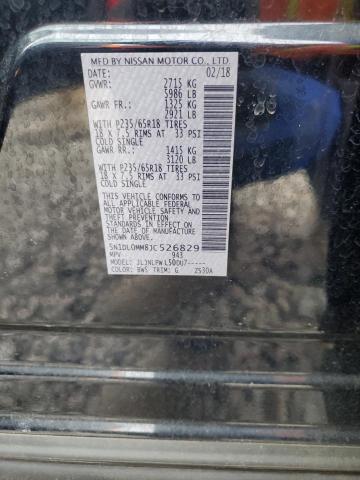 MFD BY NISSAN MOTOR CO., LTD.
DATE: 02/18
GVWR: 2715 KG
5986 LB
GAWR FR.: 1325 KG
2921 LB
WITH P235/65R18 TIRES
18 X 7.5 RIMS AT 33 PSI
COLD SINGLE
GAWR RR.: 1415 KG
3120 LB
WITH P235/65R18 TIRES
18 X 7.5 RIMS AT 33 PSI
COLD SINGLE
THIS VEHICLE CONFORMS TO ALL
APPLICABLE U.S. FEDERAL MOTOR
VEHICLE SAFETY STANDARDS IN
EFFECT ON THE DATE OF
MANUFACTURE SHOWN ABOVE.
5N1DL0MM8JC526829
MPV 943
MODEL:
COLOR: BW5 TRIM: G Z530A